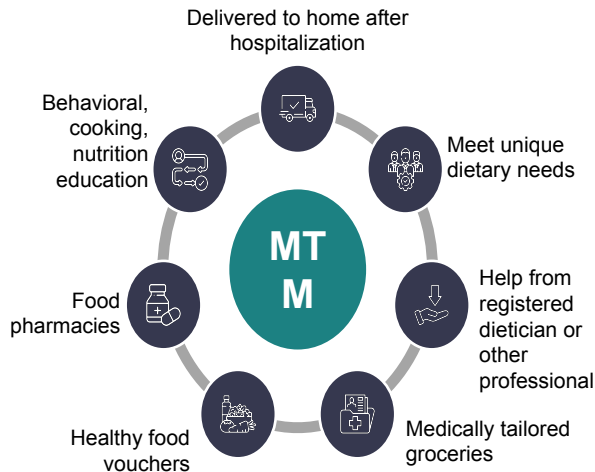 Delivered to home after
hospitalization
Behavioral,
cooking,
nutrition
education
Meet unique
dietary needs
MT
M
Food
pharmacies
Help from
registered
dietician or
other
professional
Healthy food
vouchers
Medically tailored
groceries